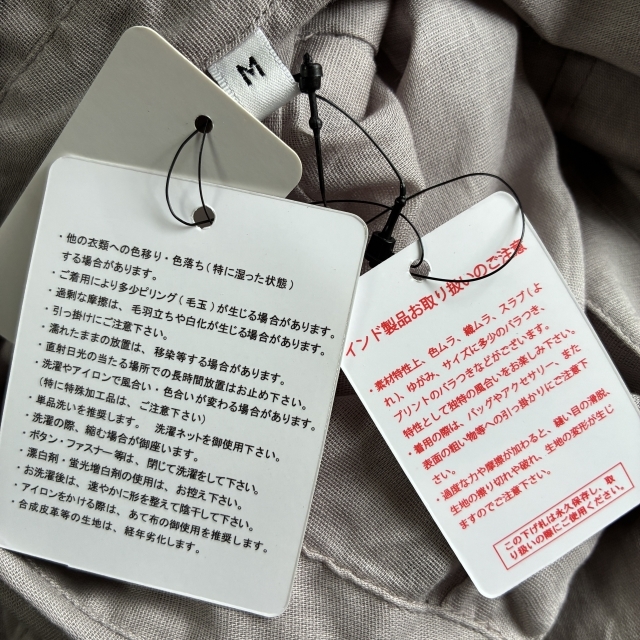 M
・他の衣類への色移り・色落ち(特に湿った状態)
する場合があります。
・ご着用により多少ピリング(毛玉)が生じる場合があります。
・過剰な摩擦は、毛羽立ちや白化が生じる場合があります。
・引っ掛けにご注意下さい。
・濡れたままの放置は、移染等する場合があります。
・直射日光の当たる場所での長時間放置はお止め下さい。
・洗濯やアイロンで風合い・色合いが変わる場合があります。
(特に特殊加工品は、ご注意下さい)
・単品洗いを推奨します。 洗濯ネットを御使用下さい。
・洗濯の際、縮む場合が御座います。
・ボタン・ファスナー等は、閉じて洗濯をして下さい。
・漂白剤・蛍光増白剤の使用は、お控え下さい。
・お洗濯後は、速やかに形を整えて陰干して下さい。
・アイロンをかける際は、あて布の御使用を推奨します。
・合成皮革等の生地は、経年劣化します。
インド製品お取り扱いのご注意
・素材特性上、色ムラ、織ムラ、スラブ(よ
れ)、ゆがみ、サイズに多少のバラつき、
プリントのバラつきなどがございます。
特性として独特の風合いをお楽しみ下さい。
・着用の際は、バッグやアクセサリー、また
表面の粗い物等への引っ掛かりにご注意下
さい。
・過度な力や摩擦が加わると、縫い目の滑脱、
生地の擦り切れや破れ、生地の変形が生じ
ますのでご注意下さい。
この下げ札は永久保存し、取
り扱いの際にご使用ください。